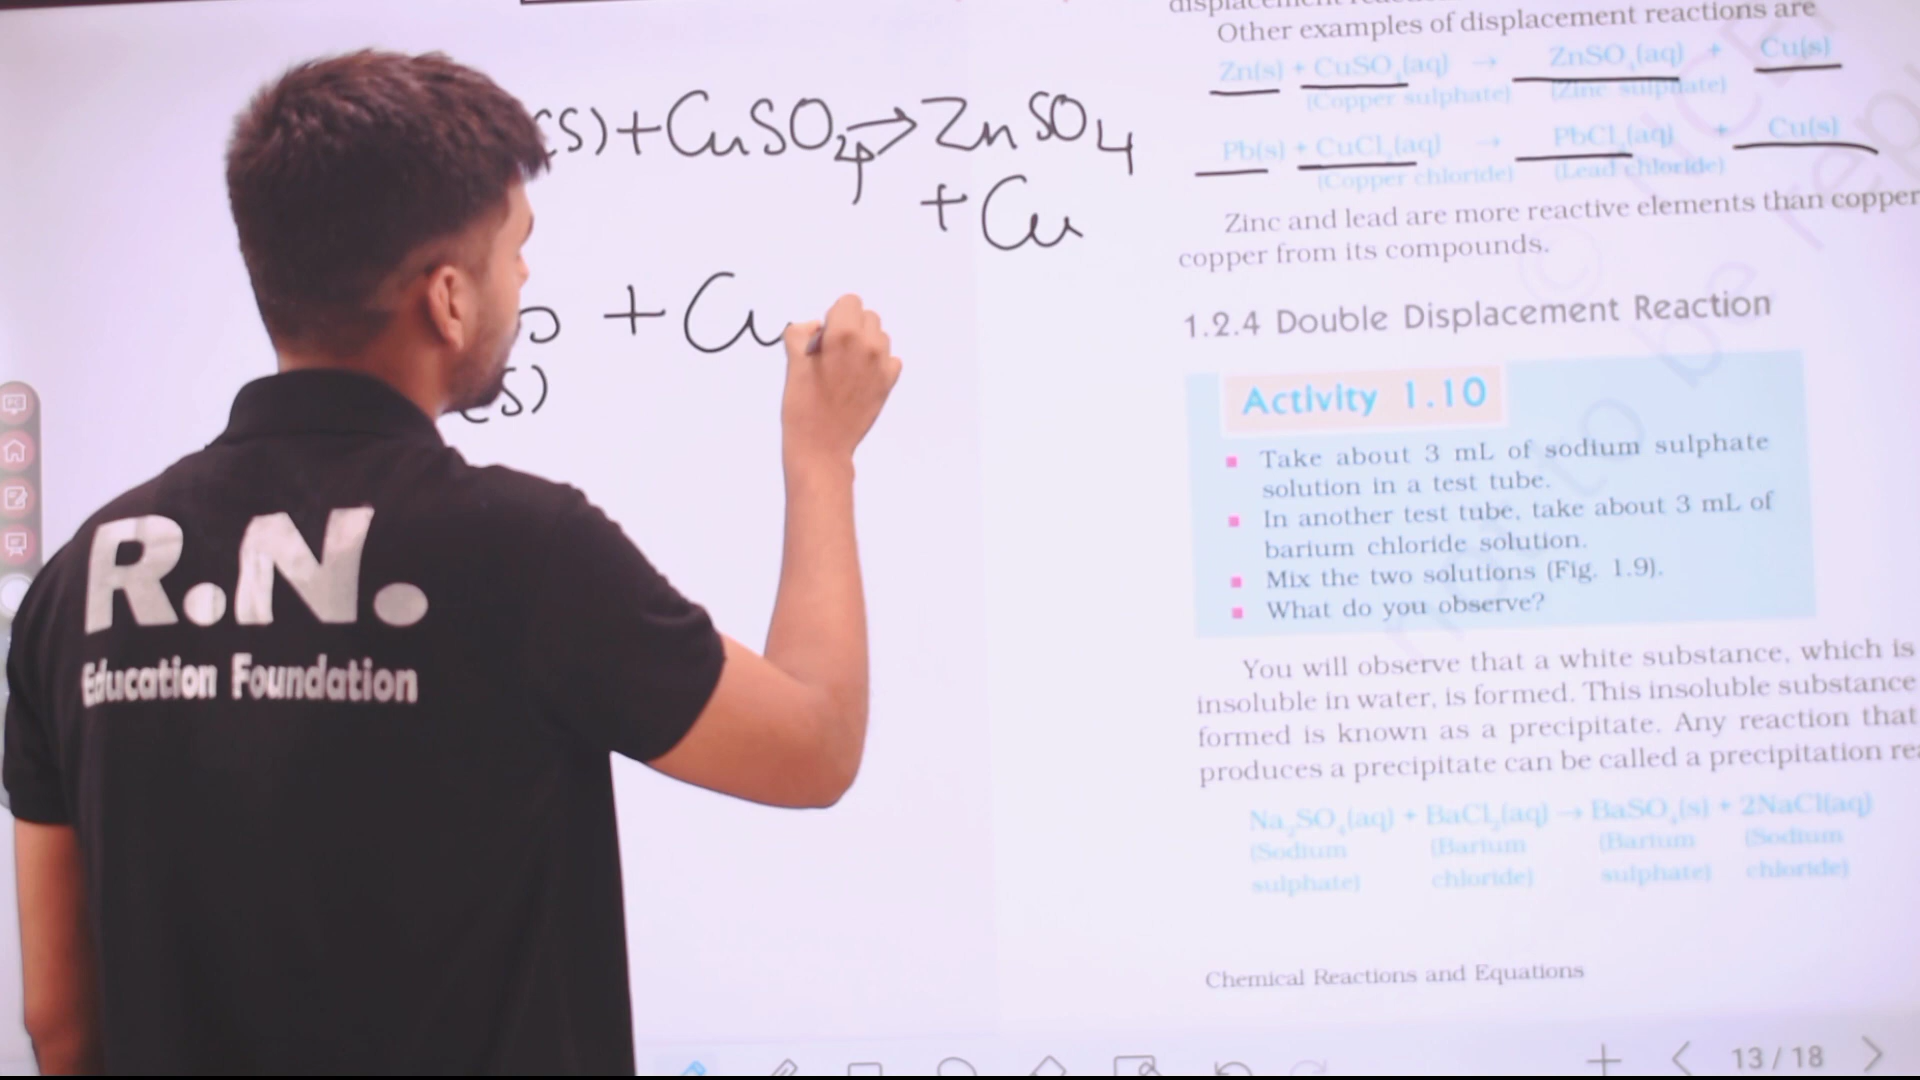 (s)+CuSO4→ZnSO4
+Cu
+Cu
(s)
R.N.
Education Foundation
Other examples of displacement reactions are
Zn(s) + CuSO4(aq) → ZnSO4(aq) + Cu(s)
(Copper sulphate) (Zinc sulphate)
Pb(s) + CuCl2(aq) → PbCl2(aq) + Cu(s)
(Copper chloride) (Lead chloride)
Zinc and lead are more reactive elements than copper
copper from its compounds.
1.2.4 Double Displacement Reaction
Activity 1.10
▪ Take about 3 mL of sodium sulphate
solution in a test tube.
▪ In another test tube, take about 3 mL of
barium chloride solution.
▪ Mix the two solutions (Fig. 1.9).
▪ What do you observe?
You will observe that a white substance, which is
insoluble in water, is formed. This insoluble substance
formed is known as a precipitate. Any reaction that
produces a precipitate can be called a precipitation
Na2SO4(aq) + BaCl2(aq) → BaSO4(s) + 2NaCl(aq)
(Sodium (Barium (Barium (Sodium
sulphate) chloride) sulphate) chloride)
Chemical Reactions and Equations
13 / 18